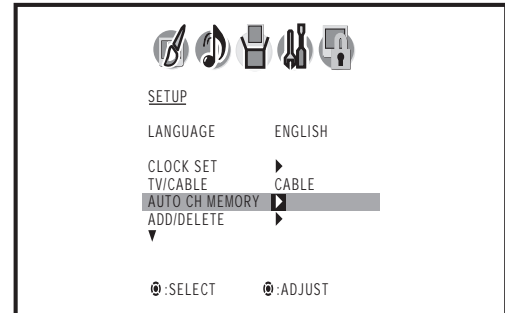 SETUP
LANGUAGE ENGLISH
CLOCK SET ▶
TV/CABLE CABLE
AUTO CH MEMORY ▶
ADD/DELETE ▶
▼
:SELECT :ADJUST